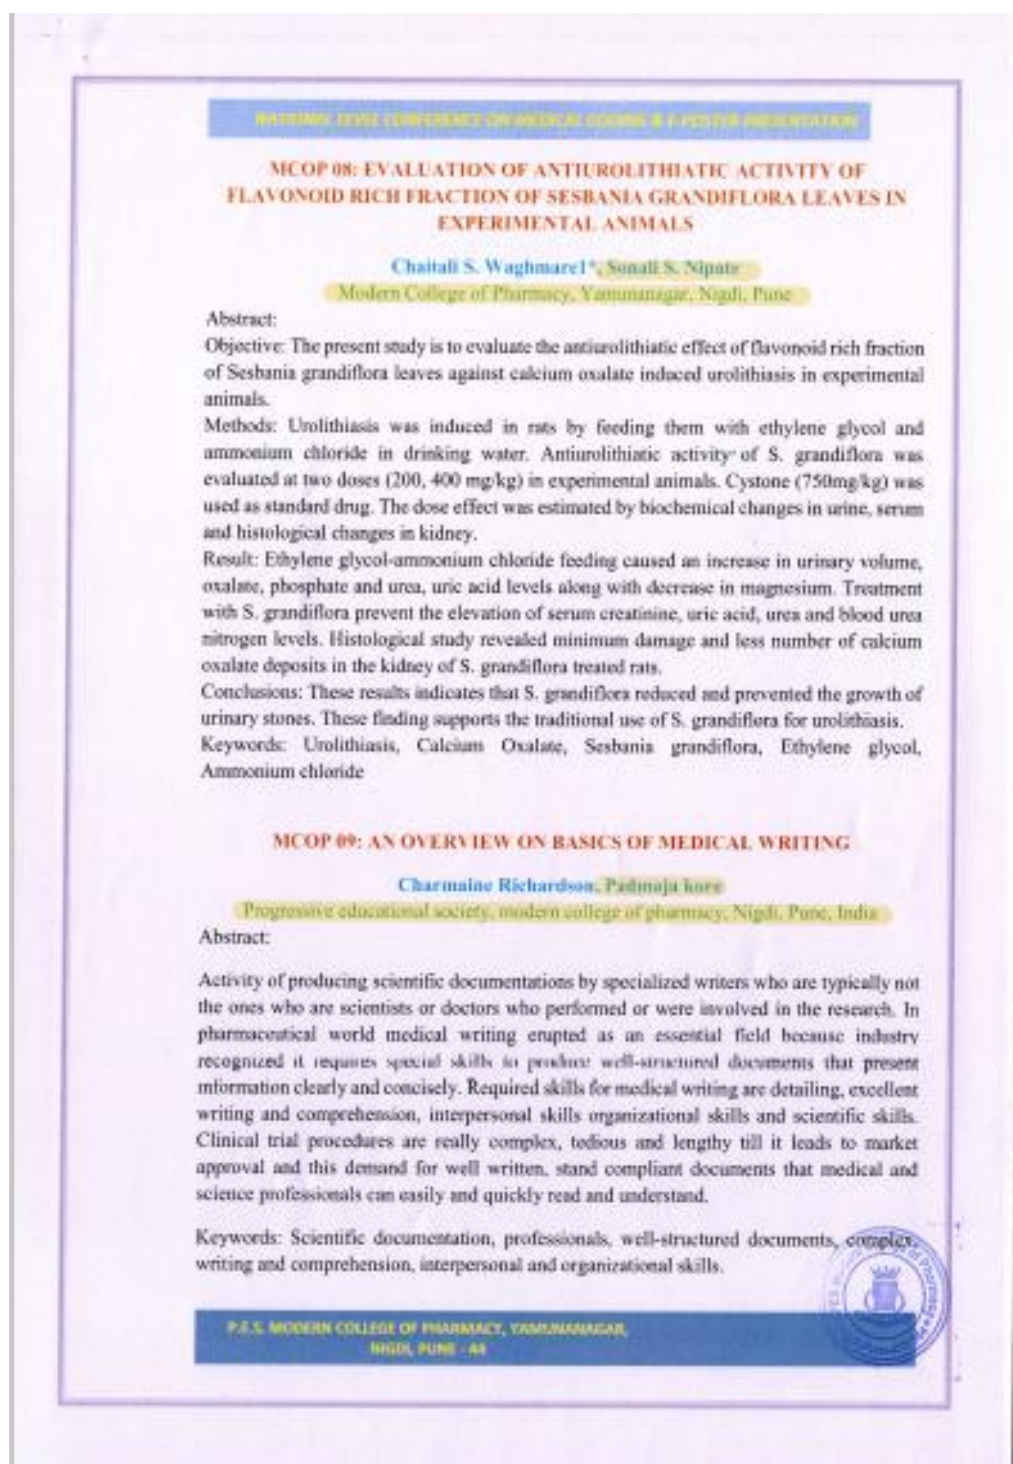 NATIONAL LEVEL CONFERENCE ON MEDICAL CODING & E-POSTER PRESENTATION
MCOP 08: EVALUATION OF ANTIUROLITHIATIC ACTIVITY OF
FLAVONOID RICH FRACTION OF SESBANIA GRANDIFLORA LEAVES IN
EXPERIMENTAL ANIMALS
Chaitali S. Waghmare1*, Sonali S. Nipate
Modern College of Pharmacy, Yamunanagar, Nigdi, Pune
Abstract:
Objective: The present study is to evaluate the antiurolithiatic effect of flavonoid rich fraction
of Sesbania grandiflora leaves against calcium oxalate induced urolithiasis in experimental
animals.
Methods: Urolithiasis was induced in rats by feeding them with ethylene glycol and
ammonium chloride in drinking water. Antiurolithiatic activity of S. grandiflora was
evaluated at two doses (200, 400 mg/kg) in experimental animals. Cystone (750mg/kg) was
used as standard drug. The dose effect was estimated by biochemical changes in urine, serum
and histological changes in kidney.
Result: Ethylene glycol-ammonium chloride feeding caused an increase in urinary volume,
oxalate, phosphate and urea, uric acid levels along with decrease in magnesium. Treatment
with S. grandiflora prevent the elevation of serum creatinine, uric acid, urea and blood urea
nitrogen levels. Histological study revealed minimum damage and less number of calcium
oxalate deposits in the kidney of S. grandiflora treated rats.
Conclusions: These results indicates that S. grandiflora reduced and prevented the growth of
urinary stones. These finding supports the traditional use of S. grandiflora for urolithiasis.
Keywords: Urolithiasis, Calcium Oxalate, Sesbania grandiflora, Ethylene glycol,
Ammonium chloride
MCOP 09: AN OVERVIEW ON BASICS OF MEDICAL WRITING
Charmaine Richardson, Padmaja kore
Progressive educational society, modern college of pharmacy, Nigdi, Pune, India
Abstract:
Activity of producing scientific documentations by specialized writers who are typically not
the ones who are scientists or doctors who performed or were involved in the research. In
pharmaceutical world medical writing erupted as an essential field because industry
recognized it requires special skills to produce well-structured documents that present
information clearly and concisely. Required skills for medical writing are detailing, excellent
writing and comprehension, interpersonal skills organizational skills and scientific skills.
Clinical trial procedures are really complex, tedious and lengthy till it leads to market
approval and this demand for well written, stand compliant documents that medical and
science professionals can easily and quickly read and understand.
Keywords: Scientific documentation, professionals, well-structured documents, complex,
writing and comprehension, interpersonal and organizational skills.
P.E.S. MODERN COLLEGE OF PHARMACY, YAMUNANAGAR,
NIGDI, PUNE - 44